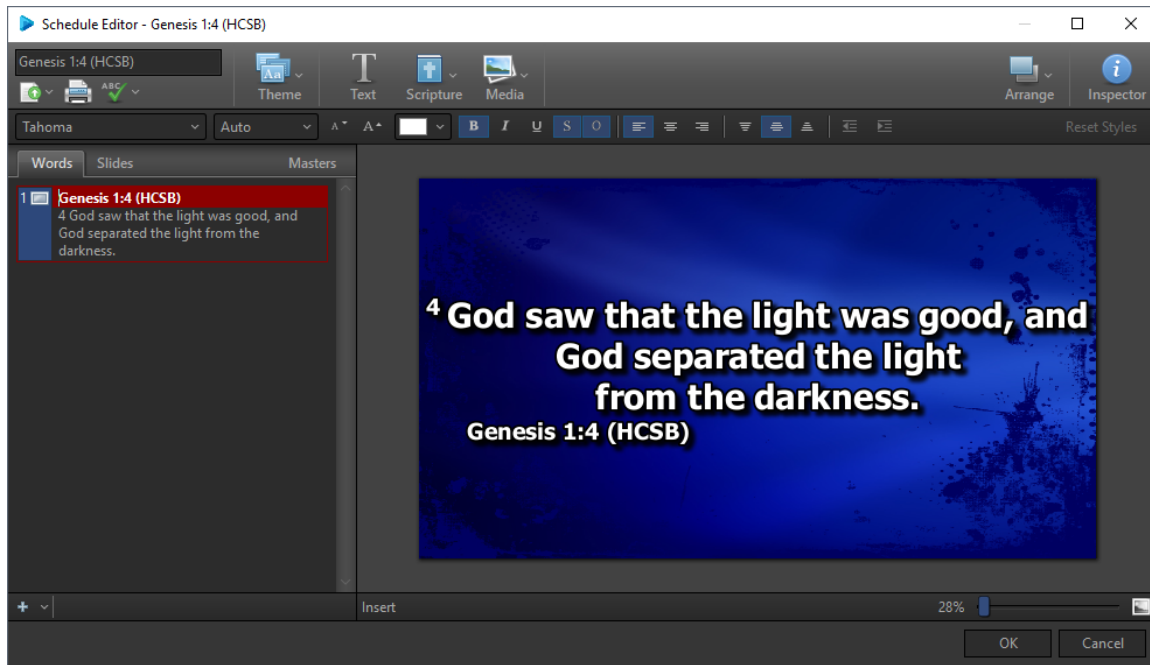 Schedule Editor - Genesis 1:4 (HCSB)
Genesis 1:4 (HCSB)
ABC
Aa
Theme
T
Text
Scripture
Media
Arrange
i
Inspector
Tahoma
Auto
A
A
B
I
U
S
O
Reset Styles
Words
Slides
Masters
1
Genesis 1:4 (HCSB)
4 God saw that the light was good, and
God separated the light from the
darkness.
4 God saw that the light was good, and
God separated the light
from the darkness.
Genesis 1:4 (HCSB)
Insert
28%
OK
Cancel